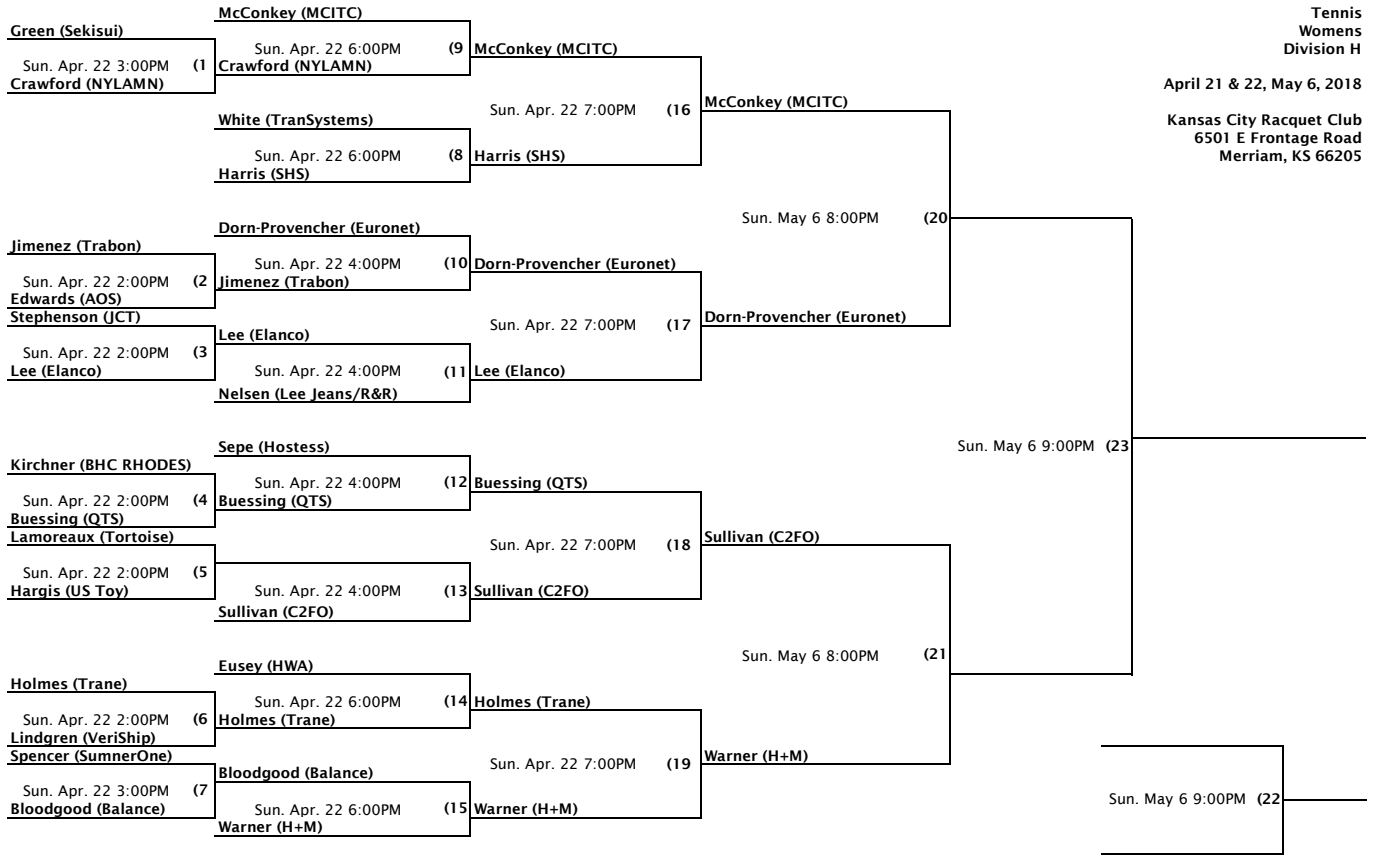 McConkey (MCITC)
Green (Sekisui)
Sun. Apr. 22 6:00PM (9 McConkey (MCITC)
Sun. Apr. 22 3:00PM (1 Crawford (NYLAMN)
Crawford (NYLAMN)
Sun. Apr. 22 7:00PM (16 McConkey (MCITC)
White (TranSystems)
Sun. Apr. 22 6:00PM (8 Harris (SHS)
Harris (SHS)
Sun. May 6 8:00PM (20
Dorn-Provencher (Euronet)
Jimenez (Trabon)
Sun. Apr. 22 4:00PM (10 Dorn-Provencher (Euronet)
Sun. Apr. 22 2:00PM (2 Jimenez (Trabon)
Edwards (AOS)
Stephenson (JCT)
Sun. Apr. 22 7:00PM (17 Dorn-Provencher (Euronet)
Lee (Elanco)
Sun. Apr. 22 2:00PM (3
Lee (Elanco)
Sun. Apr. 22 4:00PM (11 Lee (Elanco)
Nelsen (Lee Jeans/R&R)
Sun. May 6 9:00PM (23
Sepe (Hostess)
Kirchner (BHC RHODES)
Sun. Apr. 22 4:00PM (12 Buessing (QTS)
Sun. Apr. 22 2:00PM (4 Buessing (QTS)
Buessing (QTS)
Lamoreaux (Tortoise)
Sun. Apr. 22 7:00PM (18 Sullivan (C2FO)
Sun. Apr. 22 2:00PM (5
Hargis (US Toy)
Sun. Apr. 22 4:00PM (13 Sullivan (C2FO)
Sullivan (C2FO)
Sun. May 6 8:00PM (21
Eusey (HWA)
Holmes (Trane)
Sun. Apr. 22 6:00PM (14 Holmes (Trane)
Sun. Apr. 22 2:00PM (6 Holmes (Trane)
Lindgren (VeriShip)
Spencer (SumnerOne)
Sun. Apr. 22 7:00PM (19 Warner (H+M)
Bloodgood (Balance)
Sun. Apr. 22 3:00PM (7
Bloodgood (Balance)
Sun. Apr. 22 6:00PM (15 Warner (H+M)
Warner (H+M)
Sun. May 6 9:00PM (22
Tennis
Womens
Division H
April 21 & 22, May 6, 2018
Kansas City Racquet Club
6501 E Frontage Road
Merriam, KS 66205